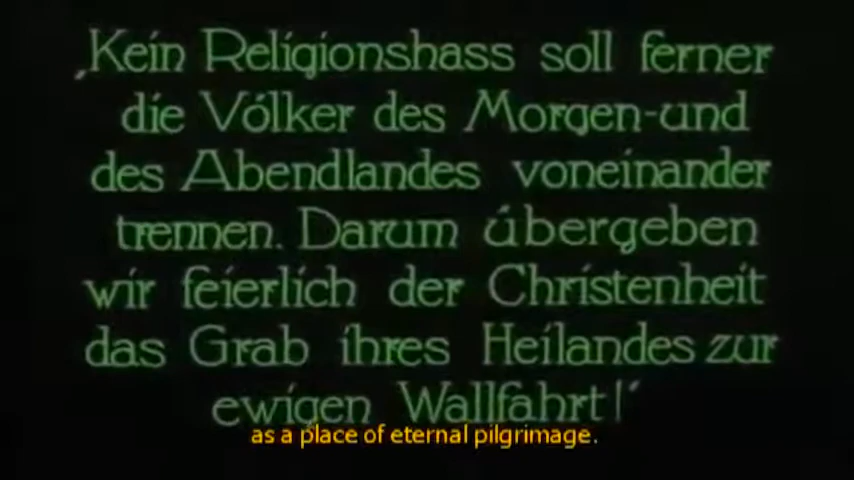 ‚Kein Religionshass soll ferner
die Völker des Morgen-und
des Abendlandes voneinander
trennen. Darum übergeben
wir feierlich der Christenheit
das Grab ihres Heilandes zur
ewigen Wallfahrt!‘
as a place of eternal pilgrimage.